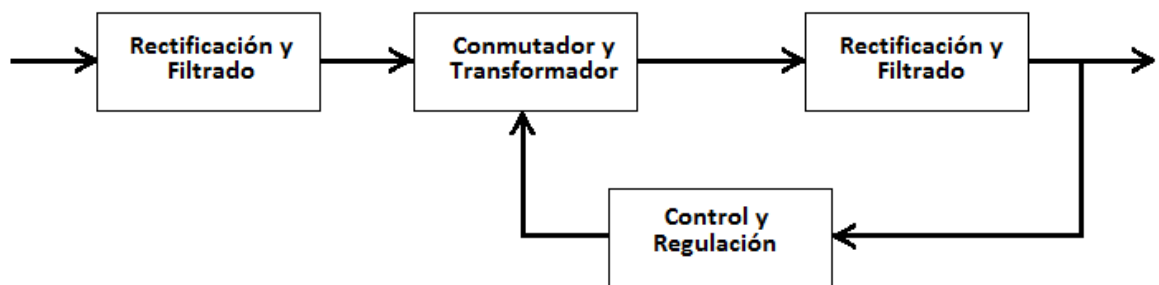 Rectificación y
Filtrado
Conmutador y
Transformador
Rectificación y
Filtrado
Control y
Regulación